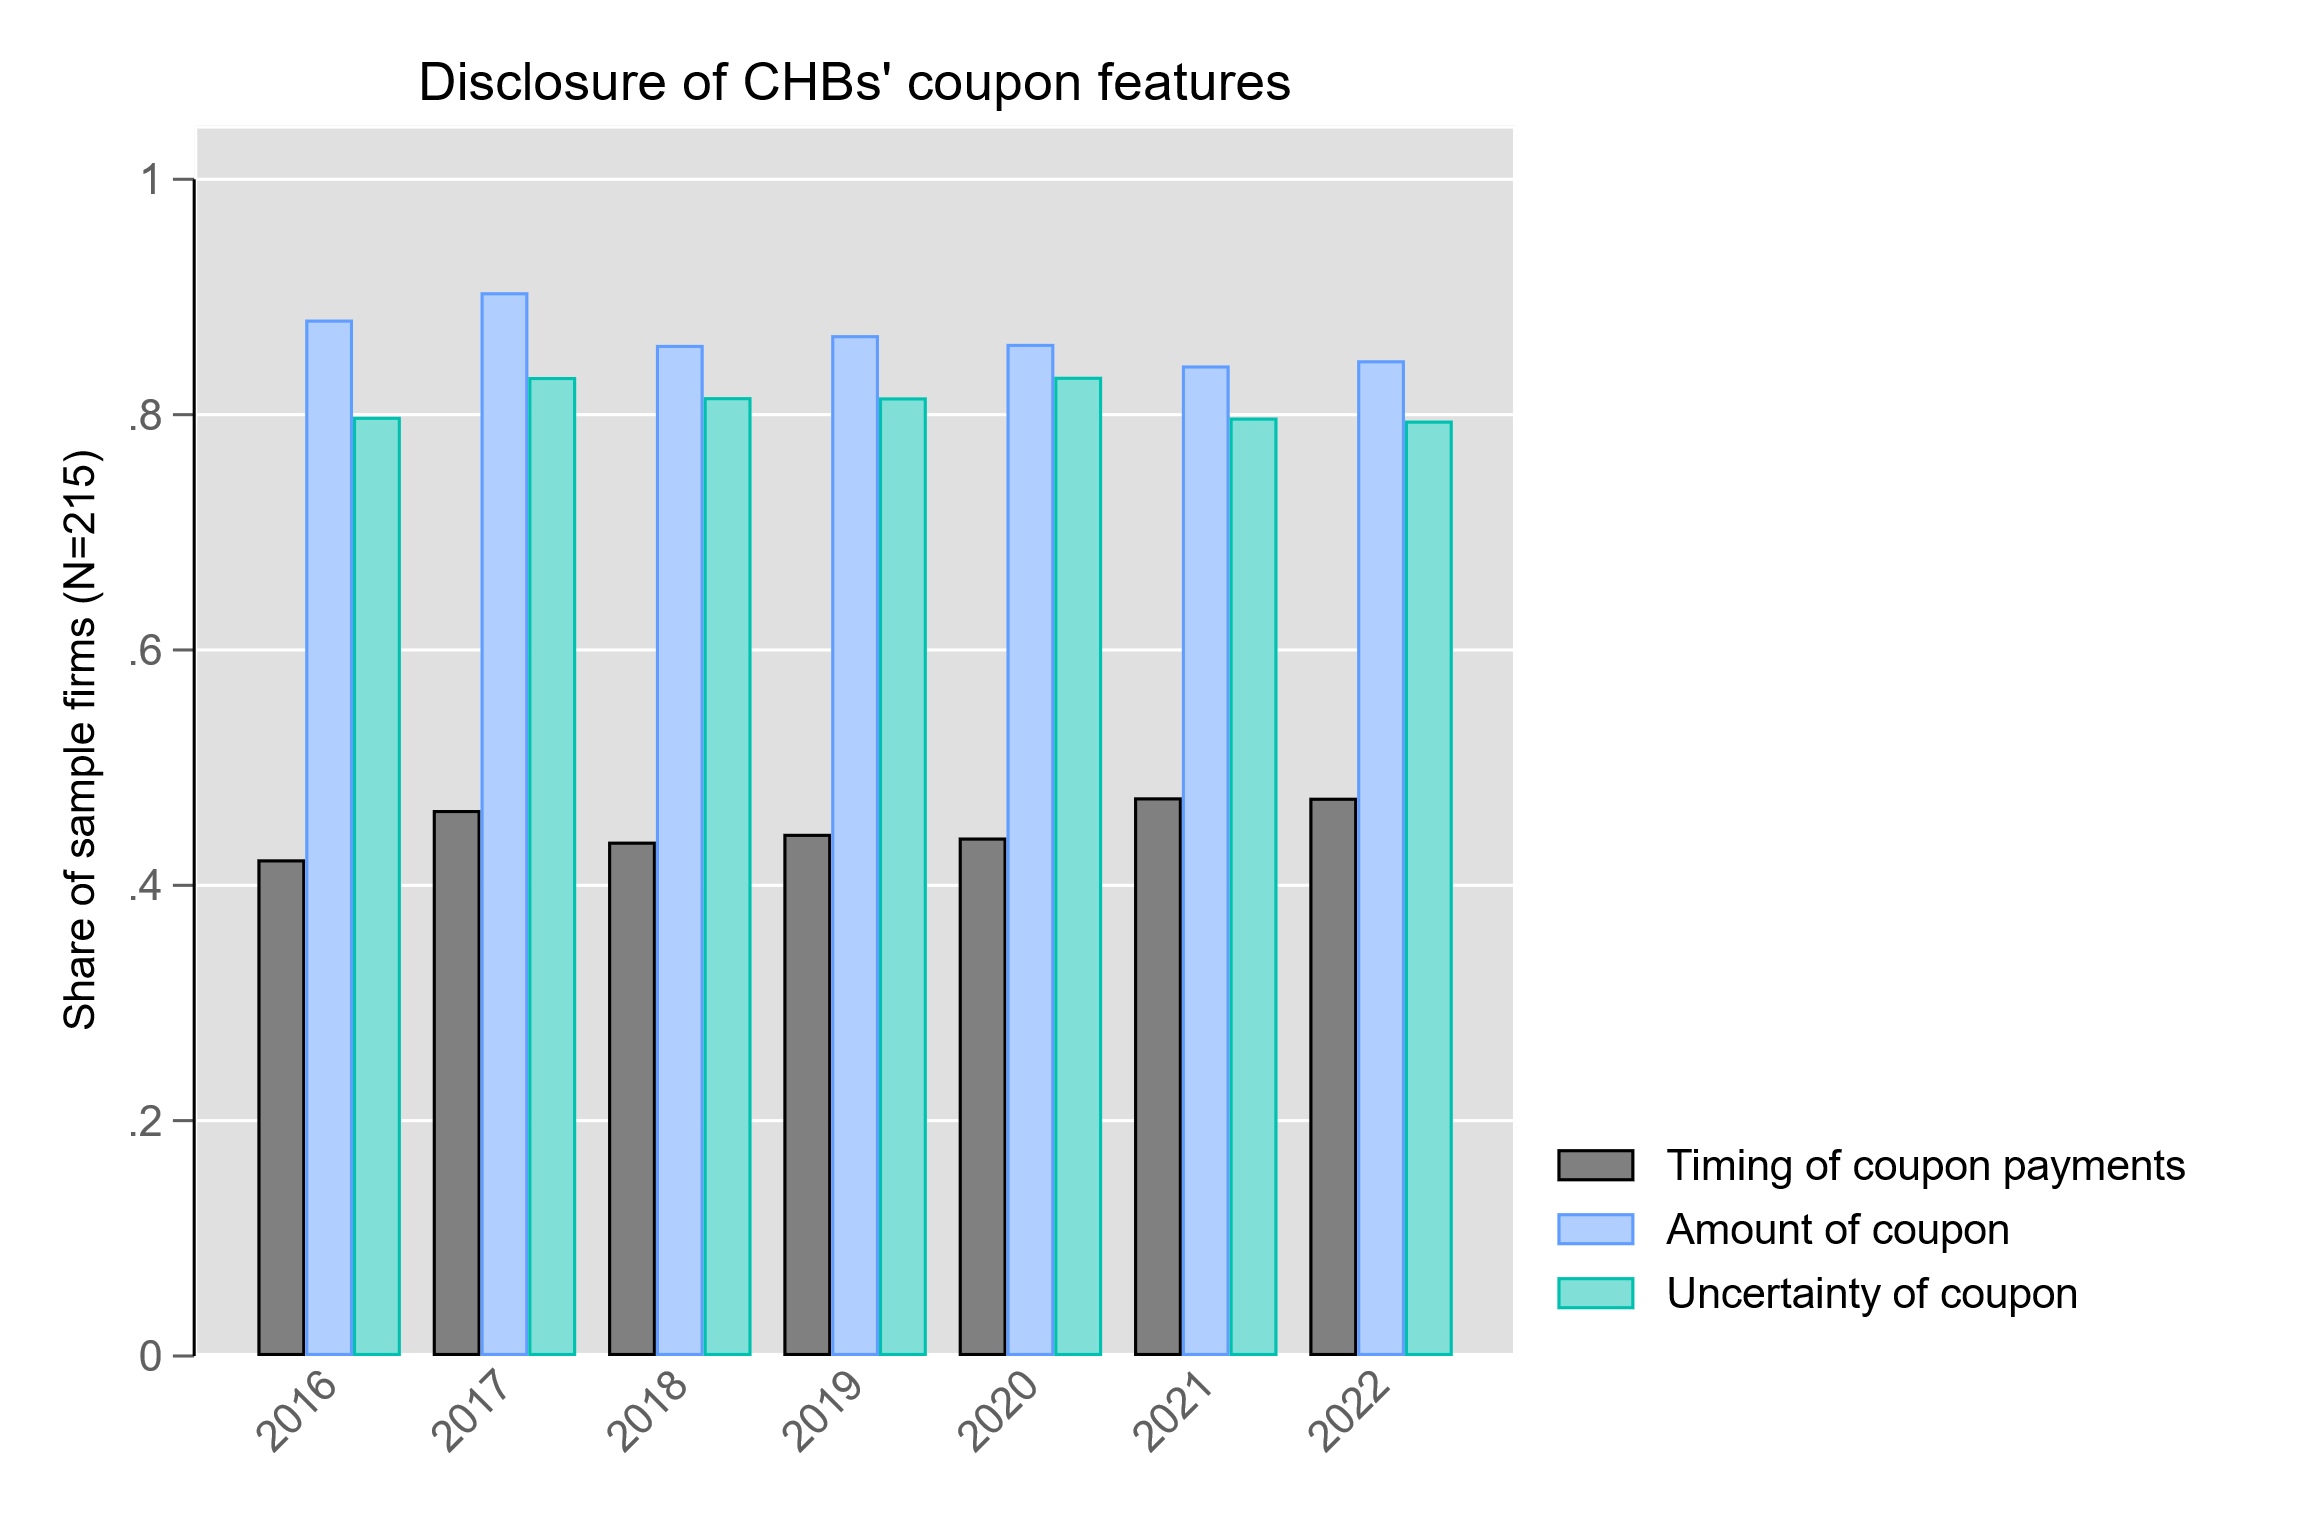 Disclosure of CHBs' coupon features
Share of sample firms (N=215)
1
.8
.6
.4
.2
0
2016
2017
2018
2019
2020
2021
2022
Timing of coupon payments
Amount of coupon
Uncertainty of coupon